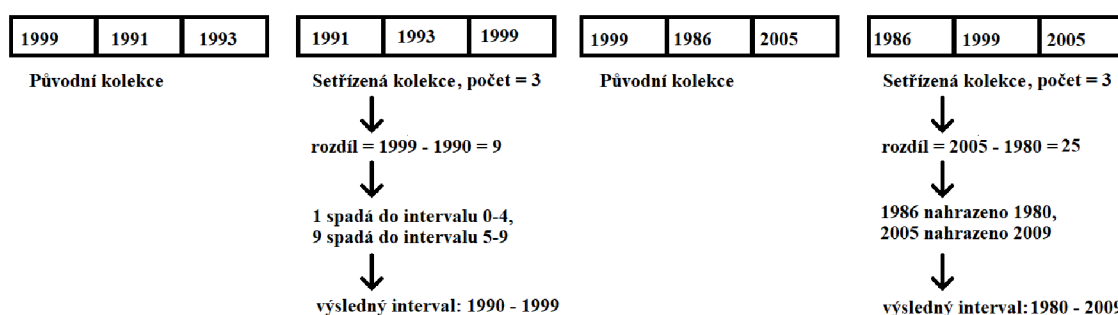 1999 1991 1993
Původní kolekce
1991 1993 1999
Setřízená kolekce, počet = 3
rozdíl = 1999 - 1990 = 9
1 spadá do intervalu 0-4,
9 spadá do intervalu 5-9
výsledný interval: 1990 - 1999
1999 1986 2005
Původní kolekce
1986 1999 2005
Setřízená kolekce, počet = 3
rozdíl = 2005 - 1980 = 25
1986 nahrazeno 1980,
2005 nahrazeno 2009
výsledný interval: 1980 - 2009